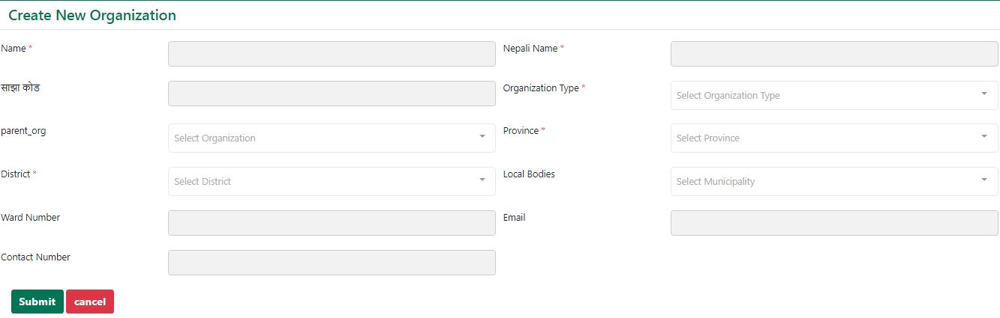 Create New Organization
Name *
Nepali Name *
साझा कोड
Organization Type *
Select Organization Type
parent_org
Select Organization
Province *
Select Province
District *
Select District
Local Bodies
Select Municipality
Ward Number
Email
Contact Number
Submit
cancel